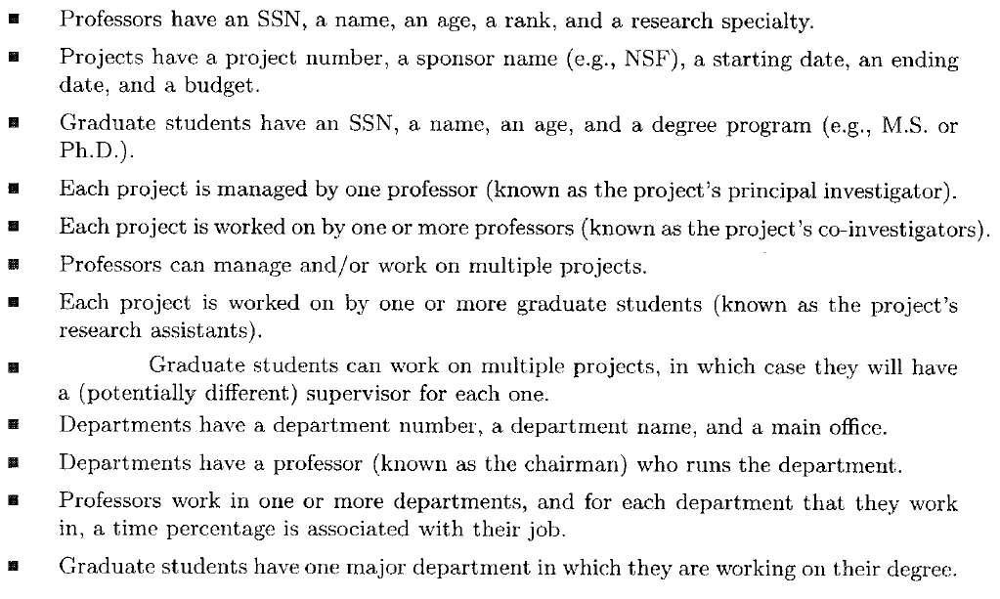 ■ Professors have an SSN, a name, an age, a rank, and a research specialty.
■ Projects have a project number, a sponsor name (e.g., NSF), a starting date, an ending
date, and a budget.
■ Graduate students have an SSN, a name, an age, and a degree program (e.g., M.S. or
Ph.D.).
■ Each project is managed by one professor (known as the project's principal investigator).
■ Each project is worked on by one or more professors (known as the project's co-investigators).
■ Professors can manage and/or work on multiple projects.
■ Each project is worked on by one or more graduate students (known as the project's
research assistants).
■ Graduate students can work on multiple projects, in which case they will have
a (potentially different) supervisor for each one.
■ Departments have a department number, a department name, and a main office.
■ Departments have a professor (known as the chairman) who runs the department.
■ Professors work in one or more departments, and for each department that they work
in, a time percentage is associated with their job.
■ Graduate students have one major department in which they are working on their degree.